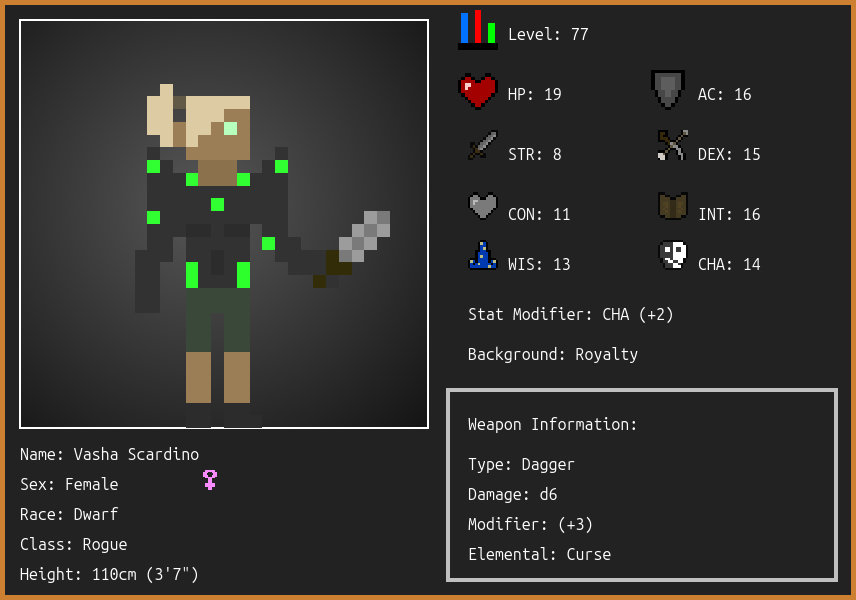 Level: 77
HP: 19
AC: 16
STR: 8
DEX: 15
CON: 11
INT: 16
WIS: 13
CHA: 14
Stat Modifier: CHA (+2)
Background: Royalty
Weapon Information:
Type: Dagger
Damage: d6
Modifier: (+3)
Elemental: Curse
Name: Vasha Scardino
Sex: Female
Race: Dwarf
Class: Rogue
Height: 110cm (3'7")